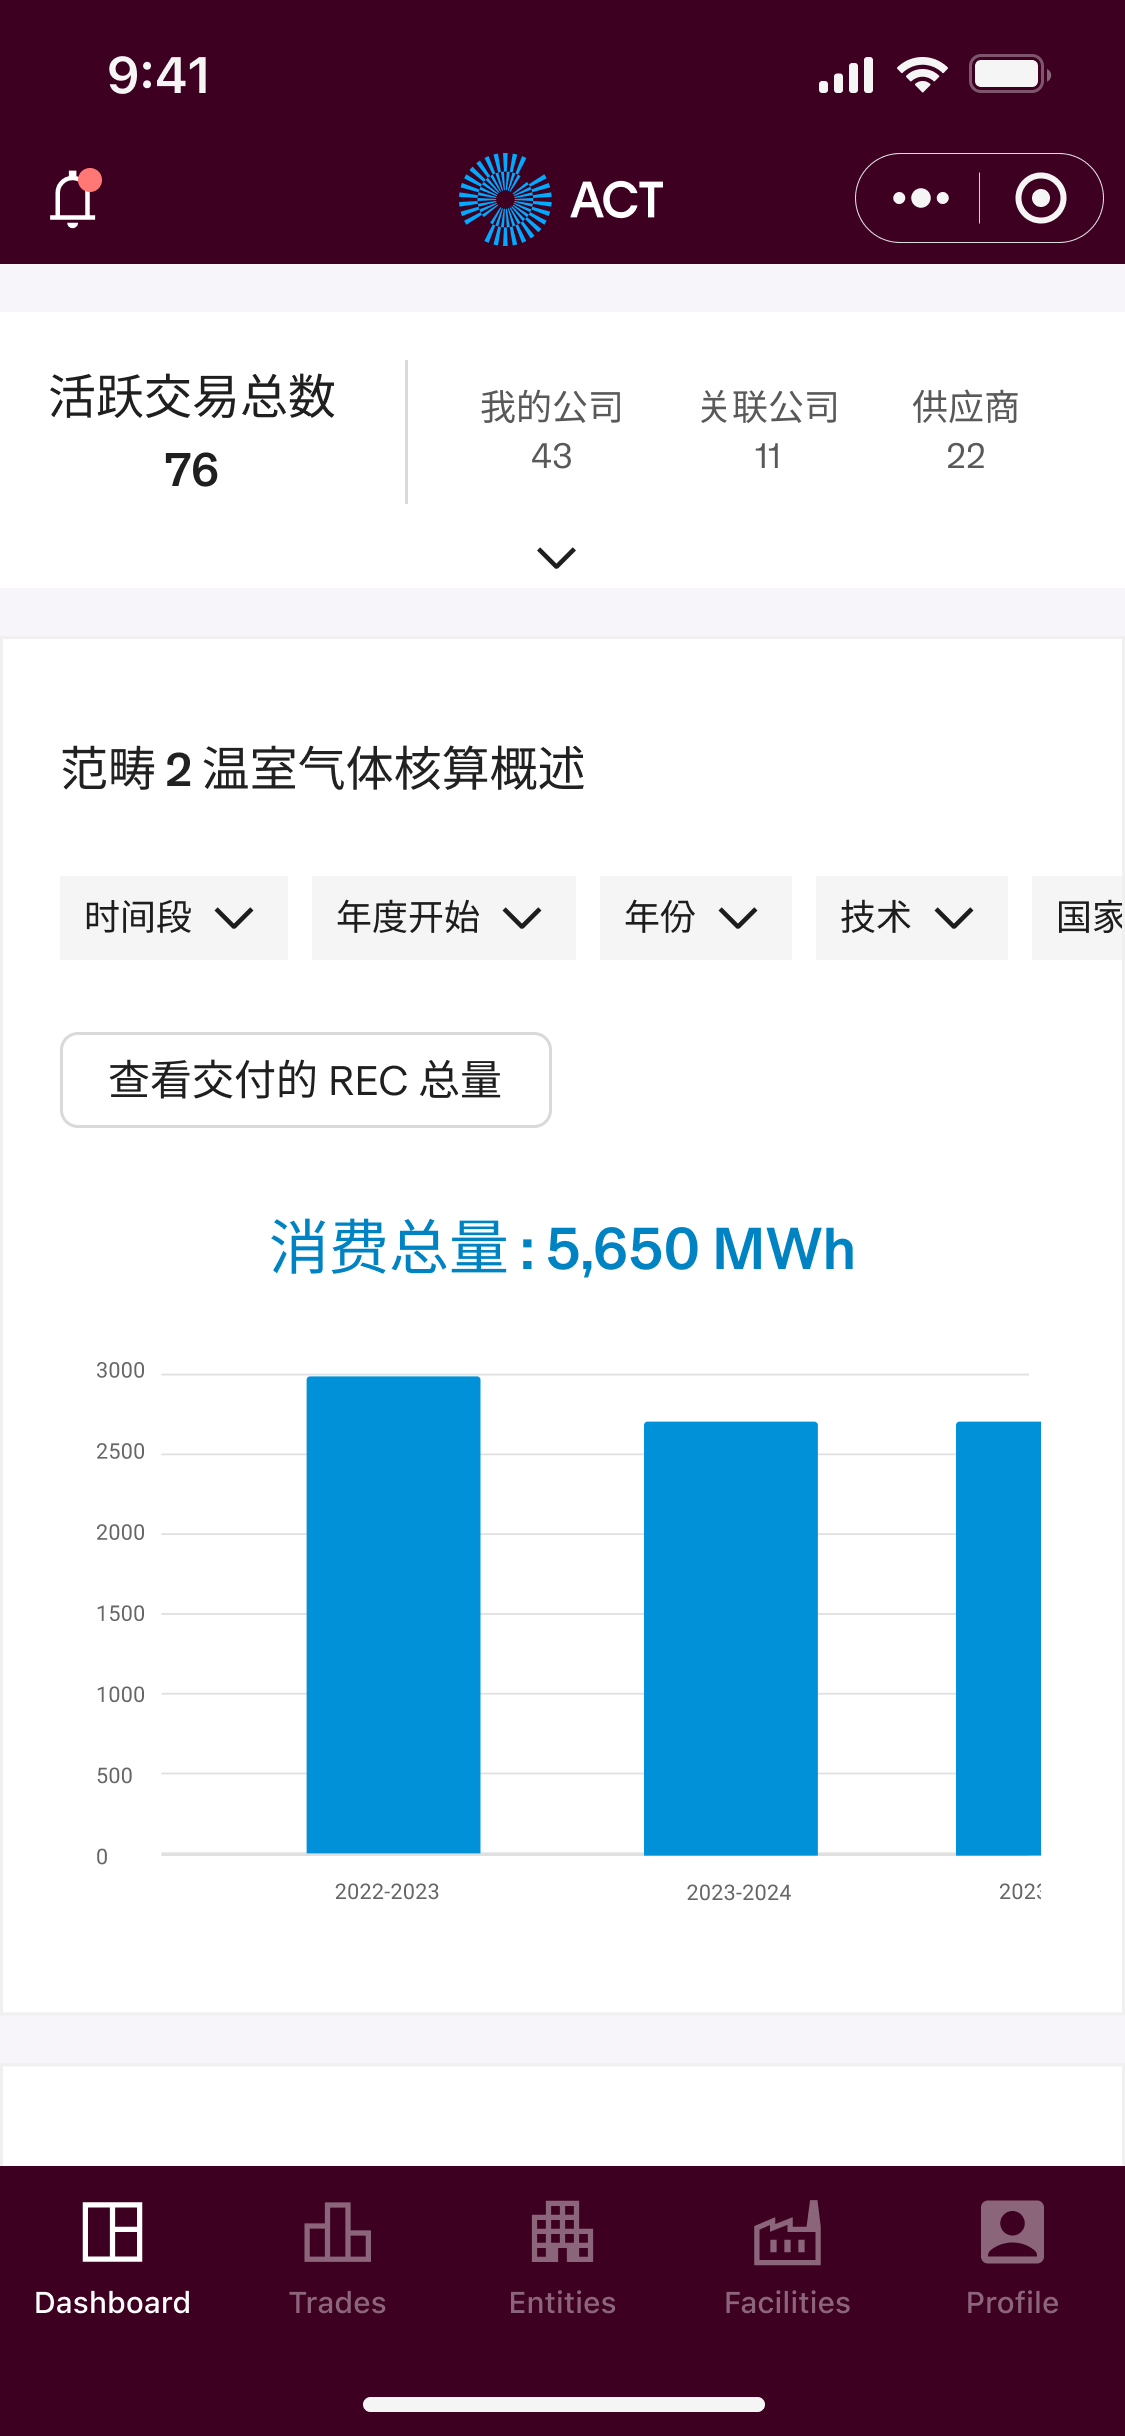 9:41
ACT
活跃交易总数
76
我的公司 关联公司 供应商
43 11 22
范畴 2 温室气体核算概述
时间段 年度开始 年份 技术 国家
查看交付的 REC 总量
消费总量 : 5,650 MWh
3000
2500
2000
1500
1000
500
0
2022-2023 2023-2024 2023
Dashboard Trades Entities Facilities Profile